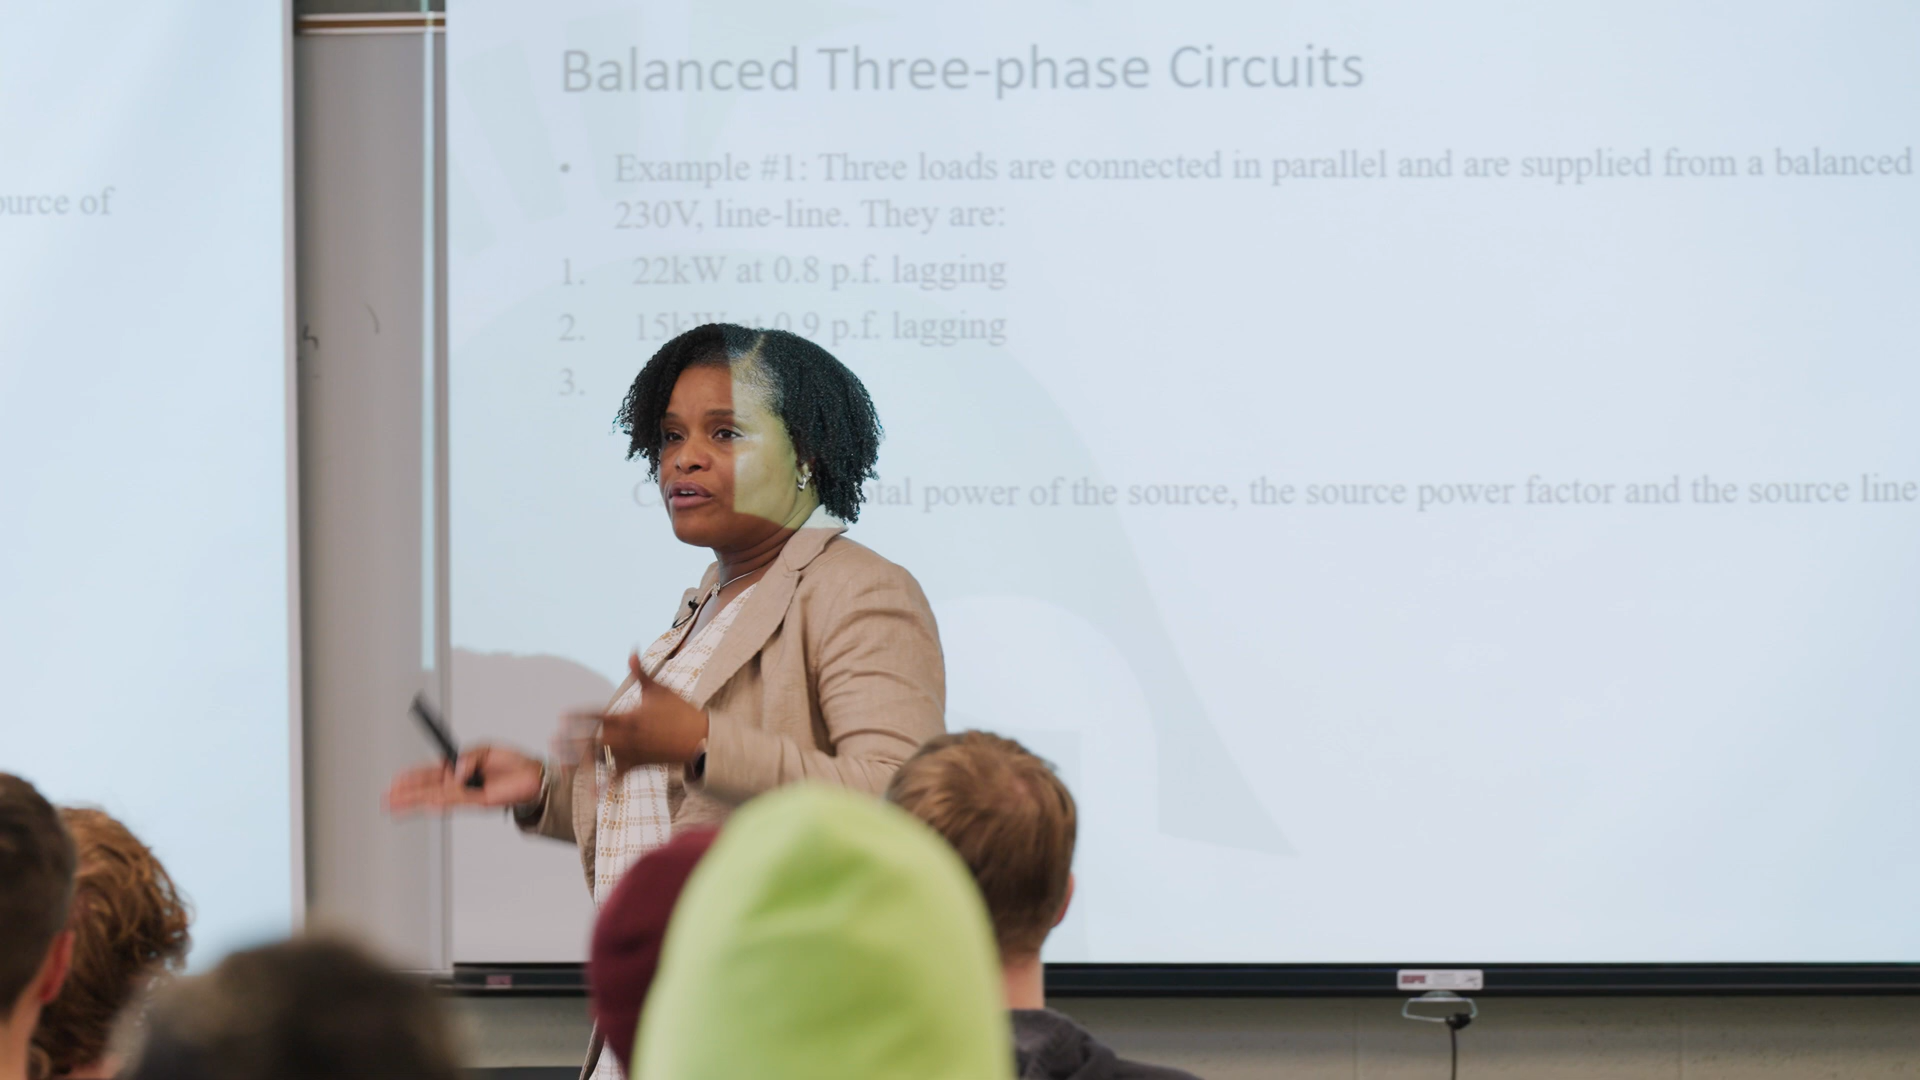 ource of
Balanced Three-phase Circuits
• Example #1: Three loads are connected in parallel and are supplied from a balanced
230V, line-line. They are:
1. 22kW at 0.8 p.f. lagging
2. 15kW at 0.9 p.f. lagging
3.
otal power of the source, the source power factor and the source line